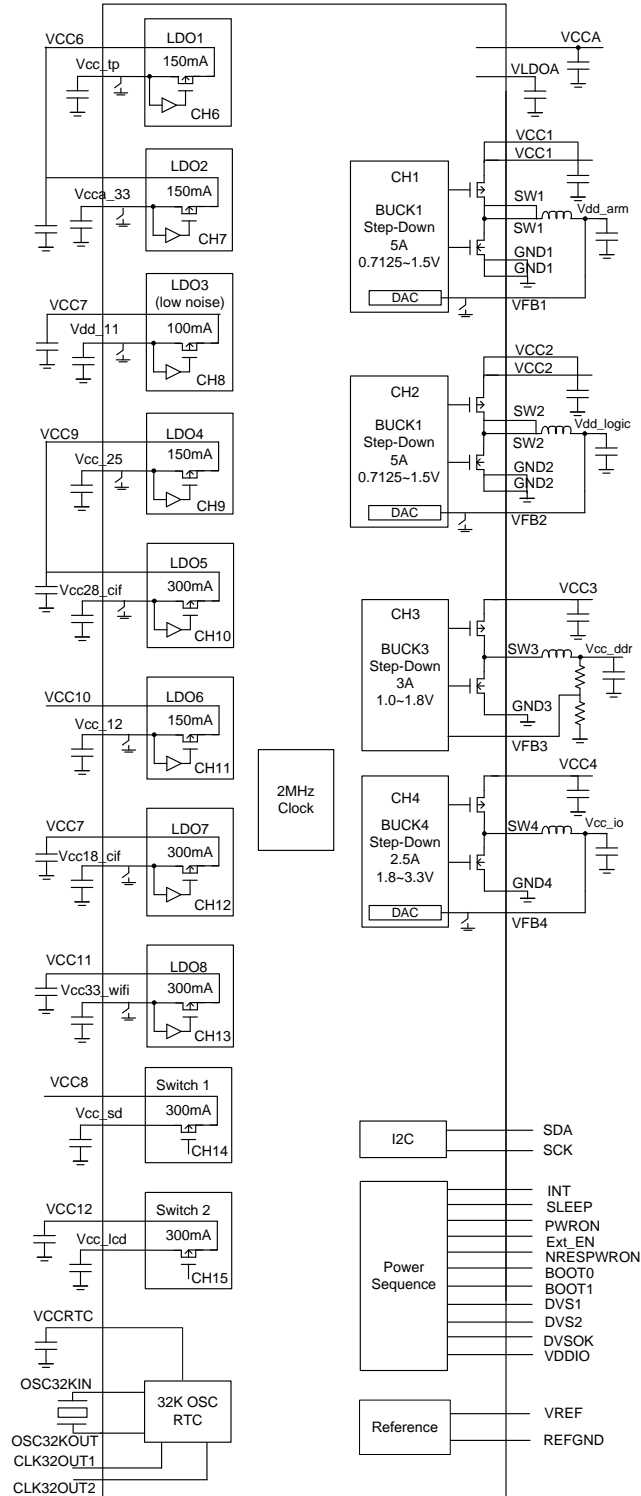 VCC6
LDO1
Vcc_tp
150mA
CH6
LDO2
Vcca_33
150mA
CH7
LDO3
(low noise)
VCC7
Vdd_11
100mA
CH8
VCC9
LDO4
Vcc_25
150mA
CH9
LDO5
Vcc28_cif
300mA
CH10
VCC10
LDO6
Vcc_12
150mA
CH11
VCC7
LDO7
Vcc18_cif
300mA
CH12
VCC11
LDO8
Vcc33_wifi
300mA
CH13
VCC8
Switch 1
Vcc_sd
300mA
CH14
VCC12
Switch 2
Vcc_lcd
300mA
CH15
VCCRTC
OSC32KIN
32K OSC
RTC
OSC32KOUT
CLK32OUT1
CLK32OUT2
2MHz
Clock
VCCA
VLDOA
CH1
BUCK1
Step-Down
5A
0.7125~1.5V
DAC
VCC1
VCC1
SW1
SW1
Vdd_arm
GND1
GND1
VFB1
CH2
BUCK1
Step-Down
5A
0.7125~1.5V
DAC
VCC2
VCC2
SW2
SW2
Vdd_logic
GND2
GND2
VFB2
CH3
BUCK3
Step-Down
3A
1.0~1.8V
VCC3
SW3
Vcc_ddr
GND3
VFB3
CH4
BUCK4
Step-Down
2.5A
1.8~3.3V
DAC
VCC4
SW4
Vcc_io
GND4
VFB4
I2C
SDA
SCK
Power
Sequence
INT
SLEEP
PWRON
Ext_EN
NRESPWRON
BOOT0
BOOT1
DVS1
DVS2
DVSOK
VDDIO
Reference
VREF
REFGND